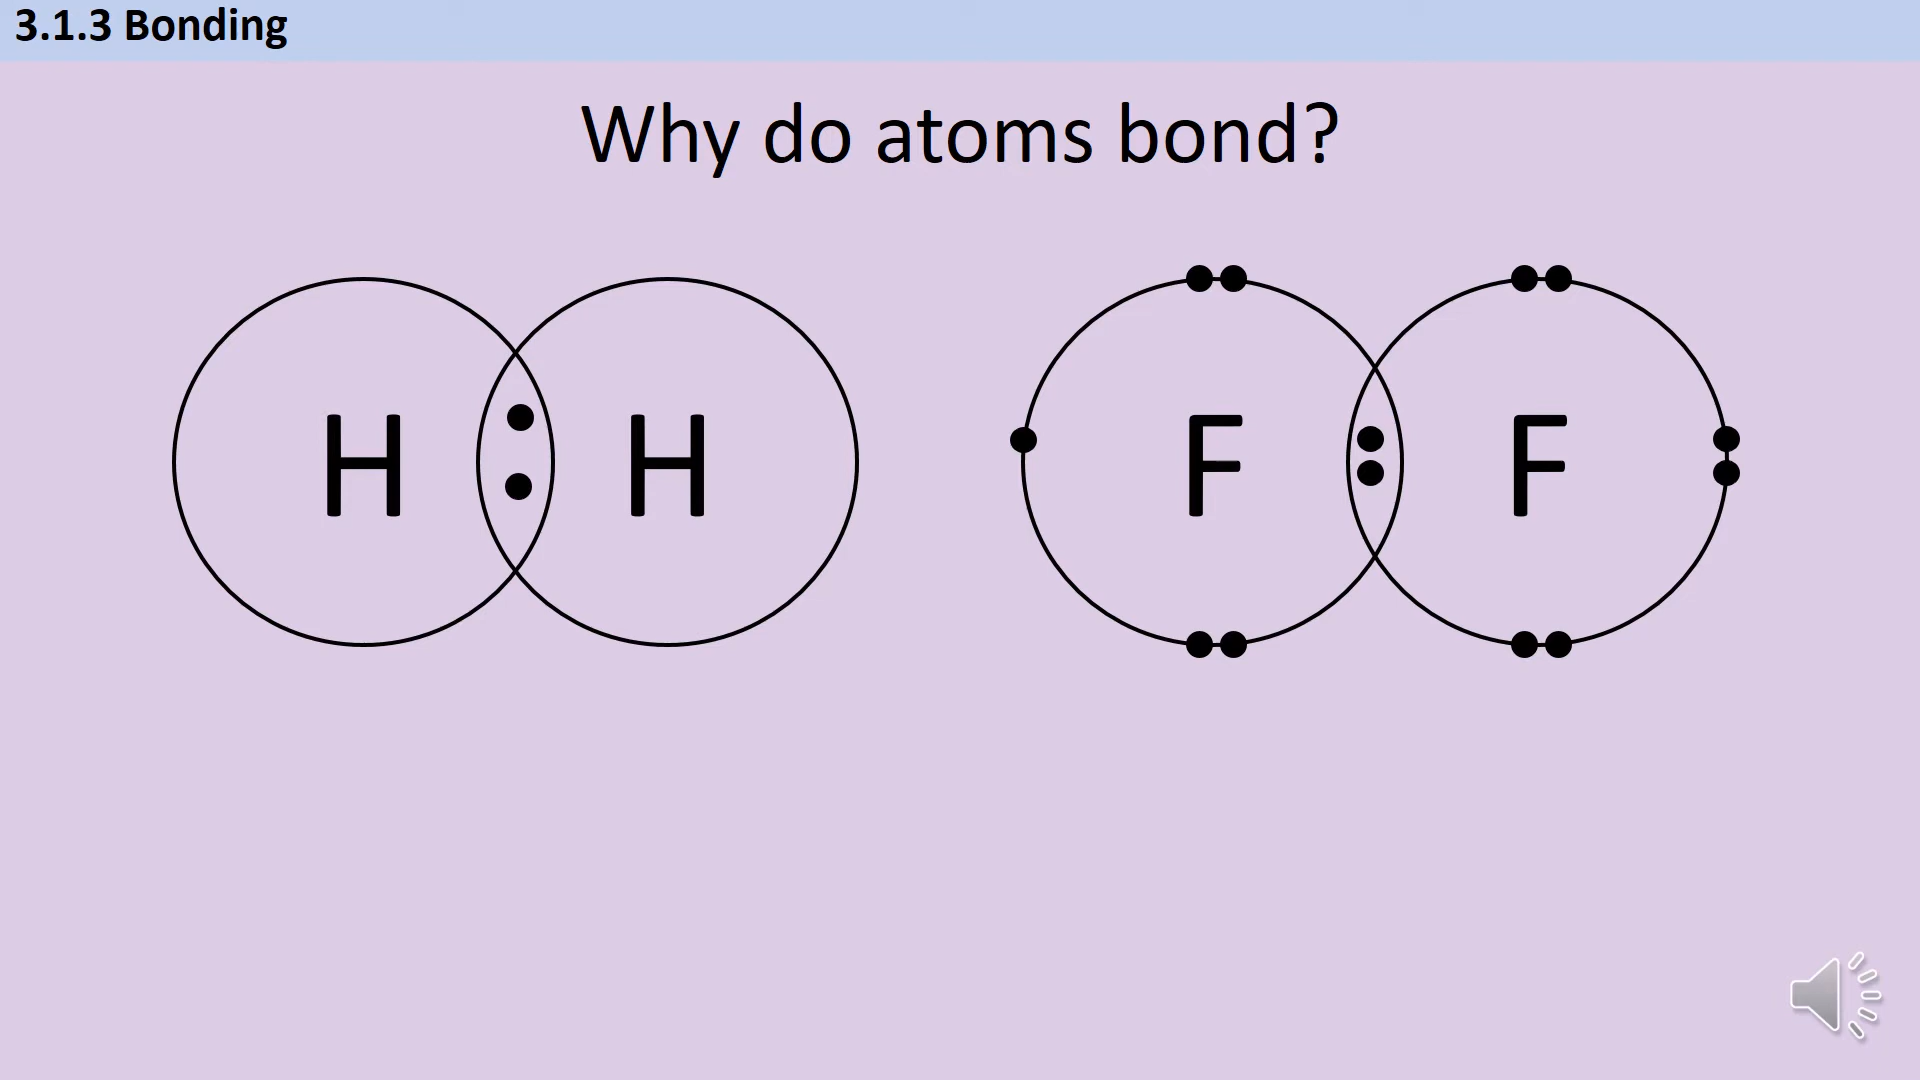 3.1.3 Bonding
Why do atoms bond?
H H F F